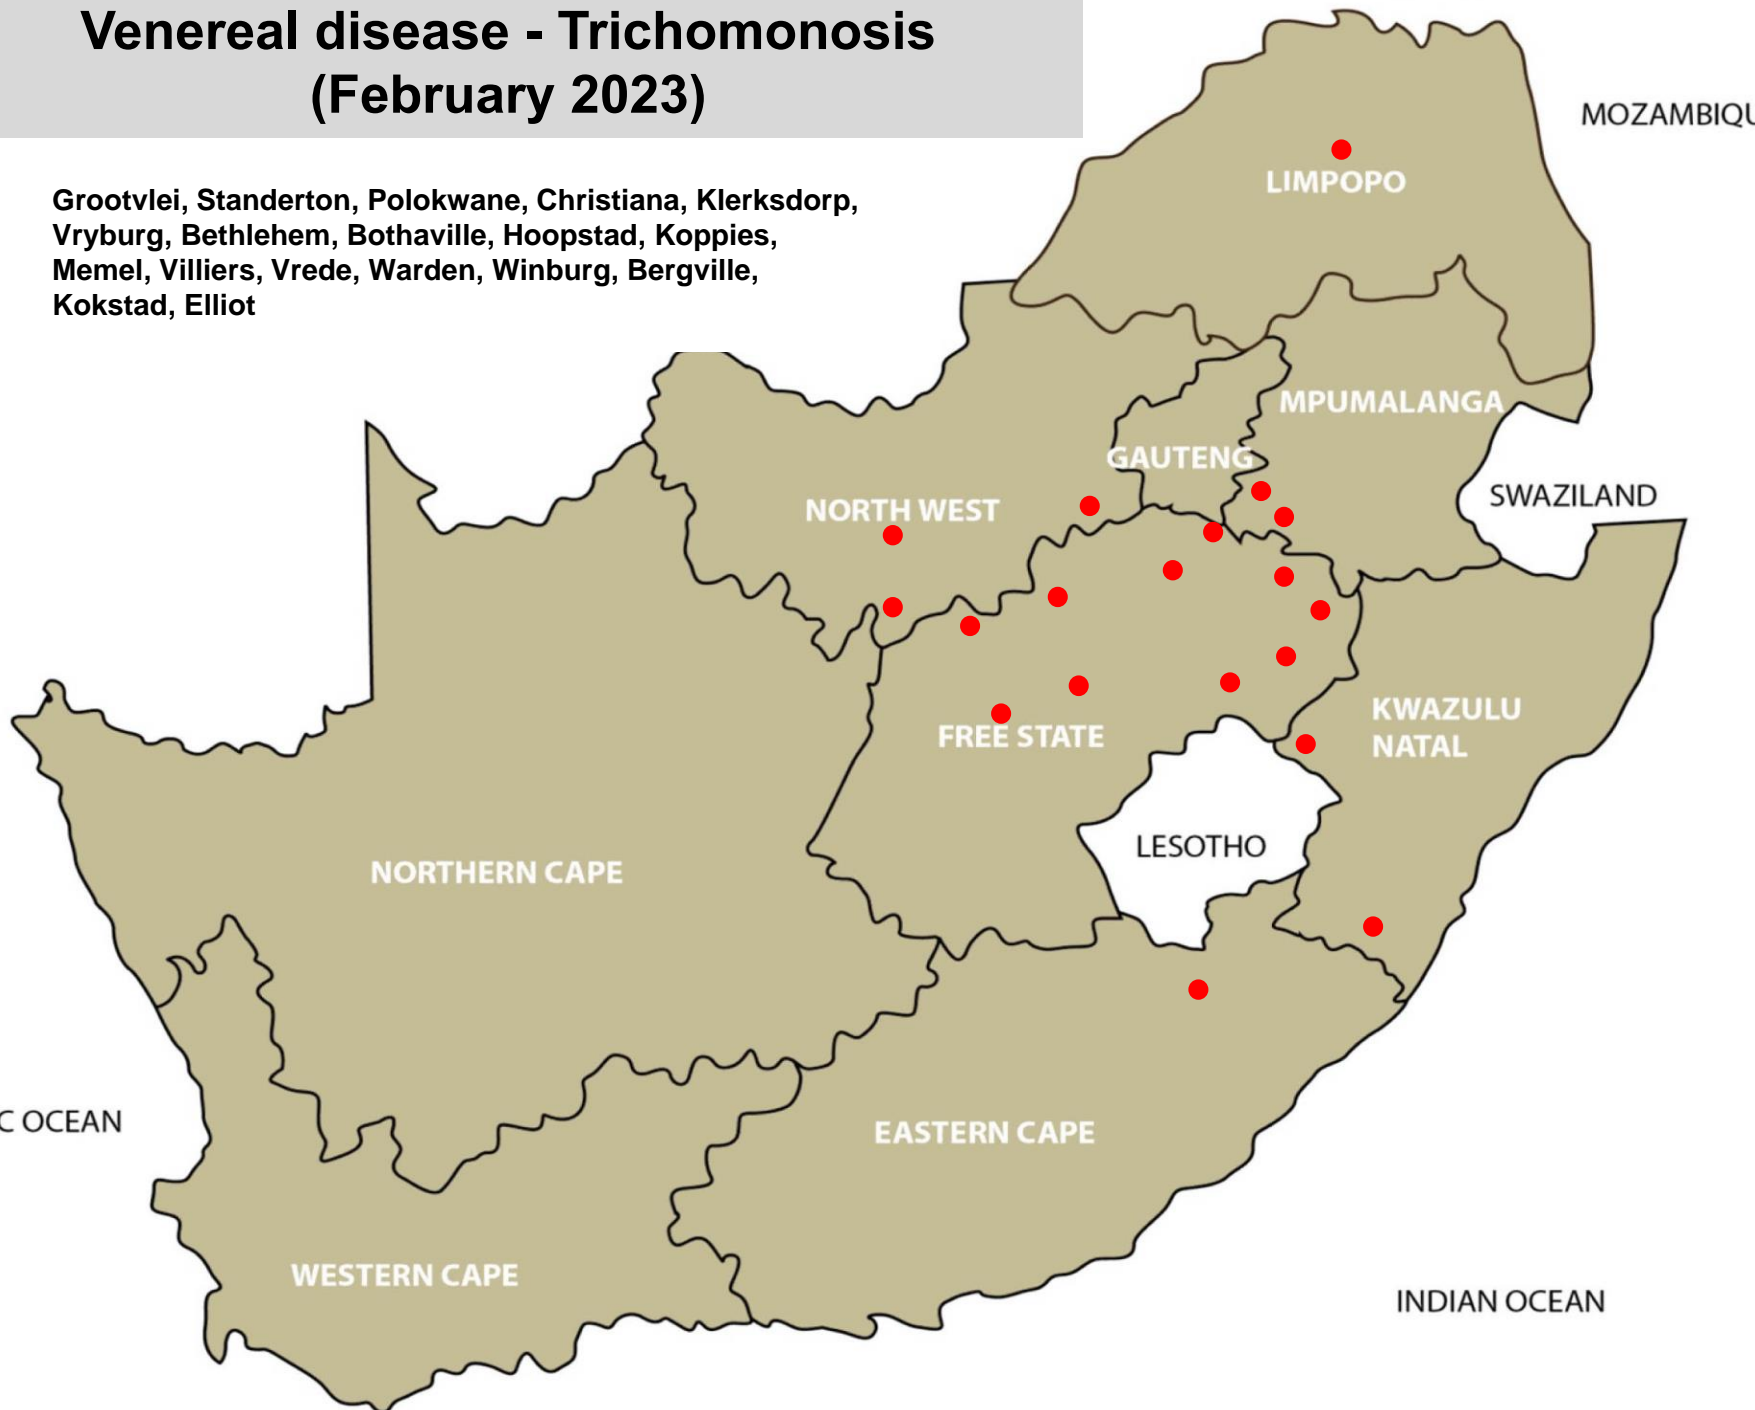 Venereal disease - Trichomonosis
(February 2023)
Grootvlei, Standerton, Polokwane, Christiana, Klerksdorp,
Vryburg, Bethlehem, Bothaville, Hoopstad, Koppies,
Memel, Villiers, Vrede, Warden, Winburg, Bergville,
Kokstad, Elliot
MOZAMBIQU
LIMPOPO
MPUMALANGA
GAUTENG
SWAZILAND
NORTH WEST
KWAZULU
NATAL
FREE STATE
LESOTHO
NORTHERN CAPE
C OCEAN
EASTERN CAPE
WESTERN CAPE
INDIAN OCEAN